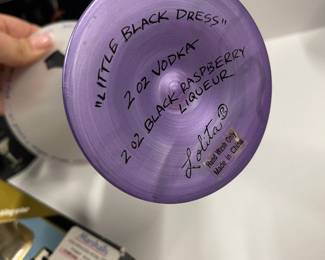 "LITTLE BLACK DRESS"
2 OZ VODKA
2 OZ BLACK RASPBERRY
LIQUEUR
Lolita®
Hand Wash Only
Made in China